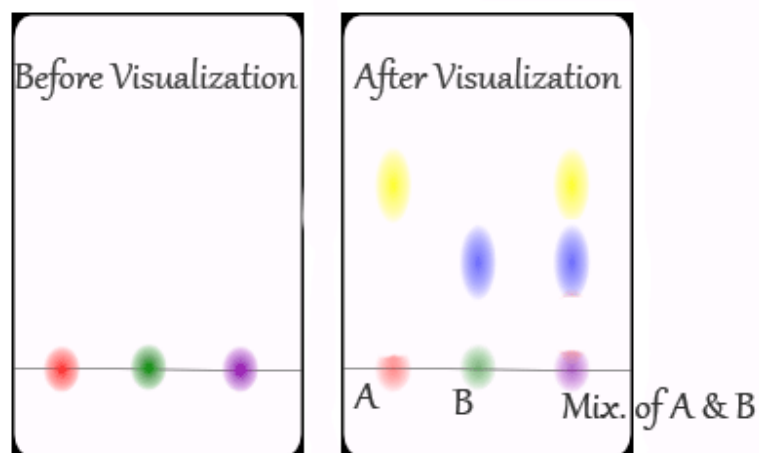 Before Visualization
After Visualization
A
B
Mix. of A & B